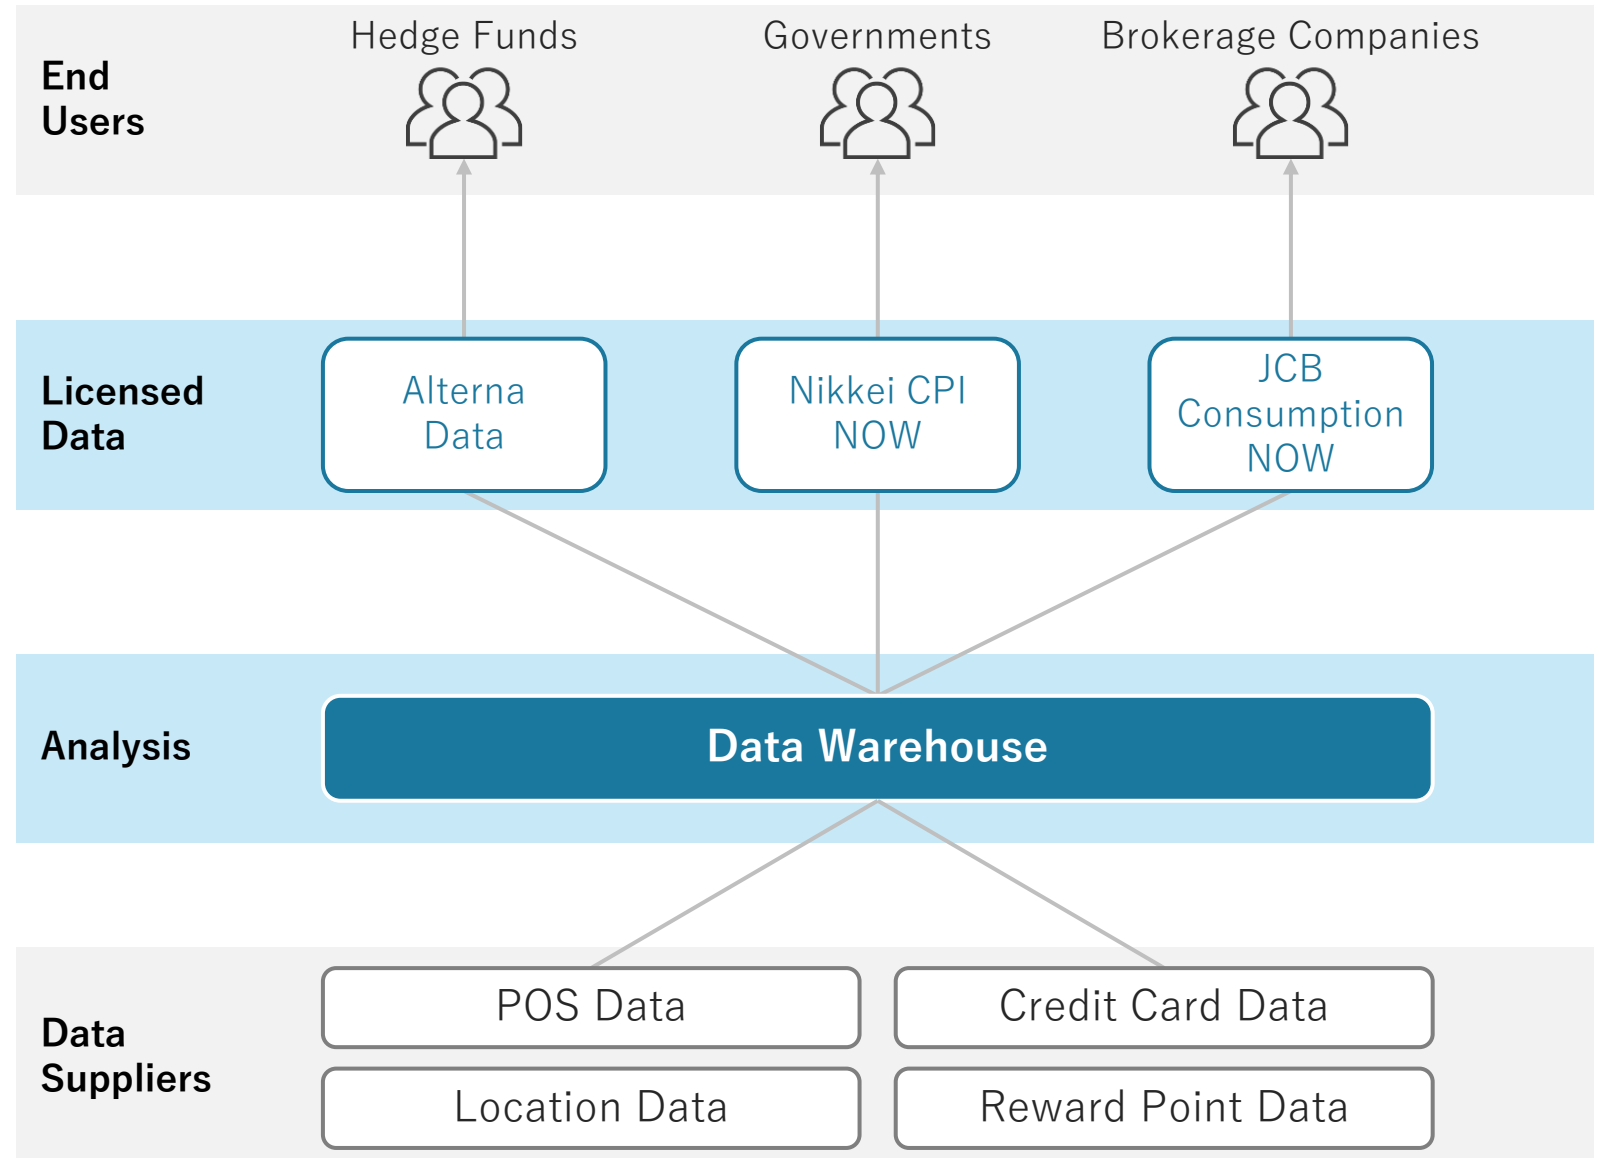 Hedge Funds
Governments
Brokerage Companies
End
Users
Licensed
Data
Alterna
Data
Nikkei CPI
NOW
JCB
Consumption
NOW
Analysis
Data Warehouse
Data
Suppliers
POS Data
Credit Card Data
Location Data
Reward Point Data